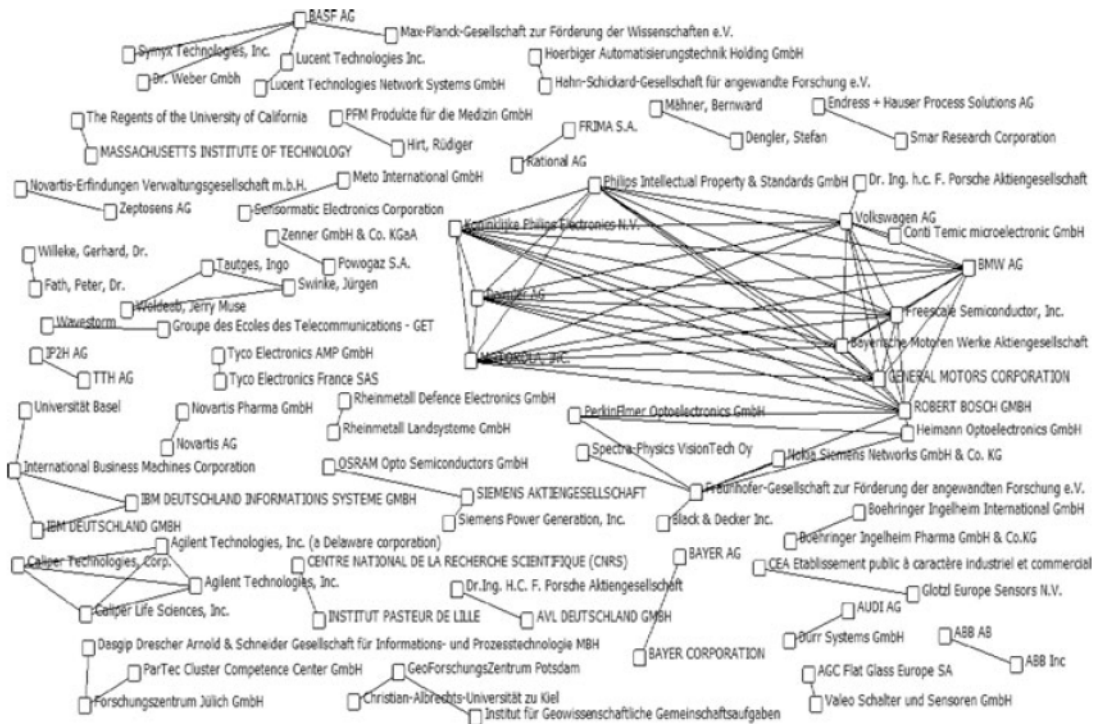 BASF AG
Max-Planck-Gesellschaft zur Förderung der Wissenschaften e.V.
Symyx Technologies, Inc.
Lucent Technologies Inc.
Hoerbiger Automatisierungstechnik Holding GmbH
Dr. Weber Gmbh
Lucent Technologies Network Systems GmbH
Hahn-Schickard-Gesellschaft für angewandte Forschung e.V.
The Regents of the University of California
PFM Produkte für die Medizin GmbH
Mähner, Bernward
Endress + Hauser Process Solutions AG
FRIMA S.A.
Hirt, Rüdiger
Dengler, Stefan
Smar Research Corporation
MASSACHUSETTS INSTITUTE OF TECHNOLOGY
Rational AG
Novartis-Erfindungen Verwaltungsgesellschaft m.b.H.
Meto International GmbH
Philips Intellectual Property & Standards GmbH
Dr. Ing. h.c. F. Porsche Aktiengesellschaft
Zeptosens AG
Sensormatic Electronics Corporation
Koninklijke Philips Electronics N.V.
Volkswagen AG
Zenner GmbH & Co. KGaA
Conti Temic microelectronic GmbH
Willeke, Gerhard, Dr.
Tautges, Ingo
Powogaz S.A.
BMW AG
Fath, Peter, Dr.
Swinke, Jürgen
Daimler AG
Woldeab, Jerry Muse
Freescale Semiconductor, Inc.
Wavestorm
Groupe des Ecoles des Telecommunications - GET
Bayerische Motoren Werke Aktiengesellschaft
IP2H AG
Tyco Electronics AMP GmbH
MOTOROLA, INC.
TTH AG
Tyco Electronics France SAS
GENERAL MOTORS CORPORATION
Universität Basel
Novartis Pharma GmbH
Rheinmetall Defence Electronics GmbH
PerkinElmer Optoelectronics GmbH
ROBERT BOSCH GMBH
Rheinmetall Landsysteme GmbH
Heimann Optoelectronics GmbH
Novartis AG
Spectra-Physics VisionTech Oy
Nokia Siemens Networks GmbH & Co. KG
International Business Machines Corporation
OSRAM Opto Semiconductors GmbH
IBM DEUTSCHLAND INFORMATIONS SYSTEME GMBH
SIEMENS AKTIENGESELLSCHAFT
Fraunhofer-Gesellschaft zur Förderung der angewandten Forschung e.V.
IBM DEUTSCHLAND GMBH
Siemens Power Generation, Inc.
Black & Decker Inc.
Boehringer Ingelheim International GmbH
Agilent Technologies, Inc. (a Delaware corporation)
Boehringer Ingelheim Pharma GmbH & Co.KG
Caliper Technologies, Corp.
CENTRE NATIONAL DE LA RECHERCHE SCIENTIFIQUE (CNRS)
BAYER AG
CEA Etablissement public à caractère industriel et commercial
Agilent Technologies, Inc.
Dr.Ing. H.C. F. Porsche Aktiengesellschaft
Glotzl Europe Sensors N.V.
Caliper Life Sciences, Inc.
INSTITUT PASTEUR DE LILLE
AVL DEUTSCHLAND GMBH
AUDI AG
Dürr Systems GmbH
ABB AB
Dasgip Drescher Arnold & Schneider Gesellschaft für Informations- und Prozesstechnologie MBH
BAYER CORPORATION
ABB Inc
ParTec Cluster Competence Center GmbH
GeoForschungsZentrum Potsdam
AGC Flat Glass Europe SA
Forschungszentrum Jülich GmbH
Christian-Albrechts-Universität zu Kiel
Valeo Schalter und Sensoren GmbH
Institut für Geowissenschaftliche Gemeinschaftsaufgaben